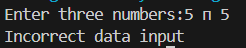 Enter three numbers:5 п 5
Incorrect data input